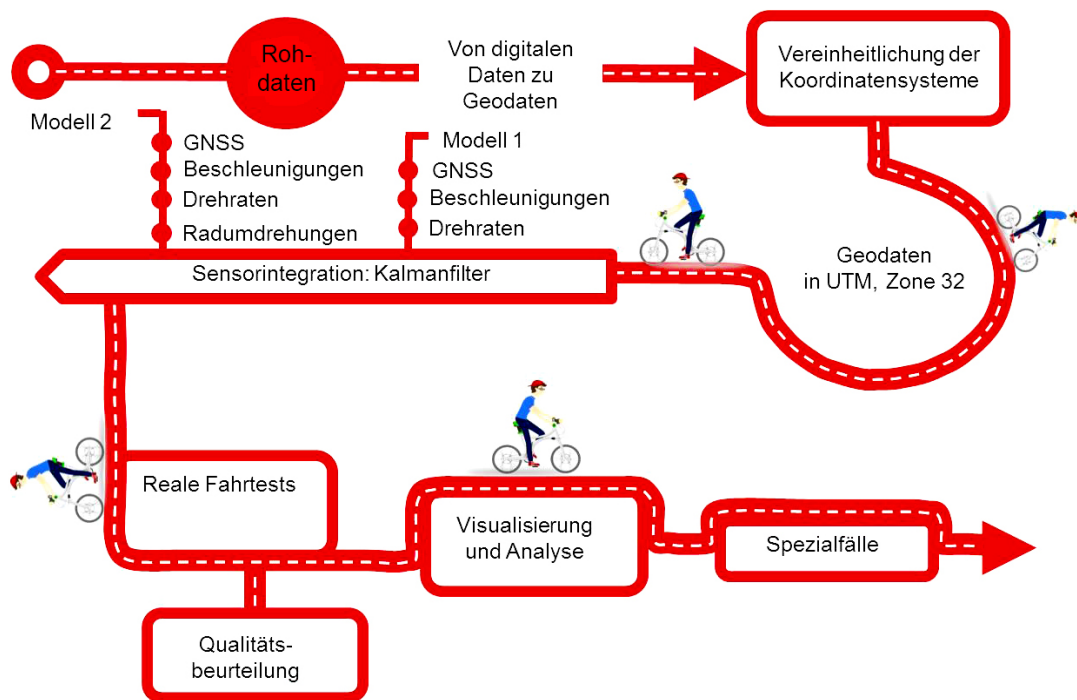 Roh-
daten
Von digitalen
Daten zu
Geodaten
Vereinheitlichung der
Koordinatensysteme
Modell 2
GNSS
Beschleunigungen
Drehraten
Radumdrehungen
Modell 1
GNSS
Beschleunigungen
Drehraten
Geodaten
in UTM, Zone 32
Sensorintegration: Kalmanfilter
Reale Fahrtests
Qualitäts-
beurteilung
Visualisierung
und Analyse
Spezialfälle